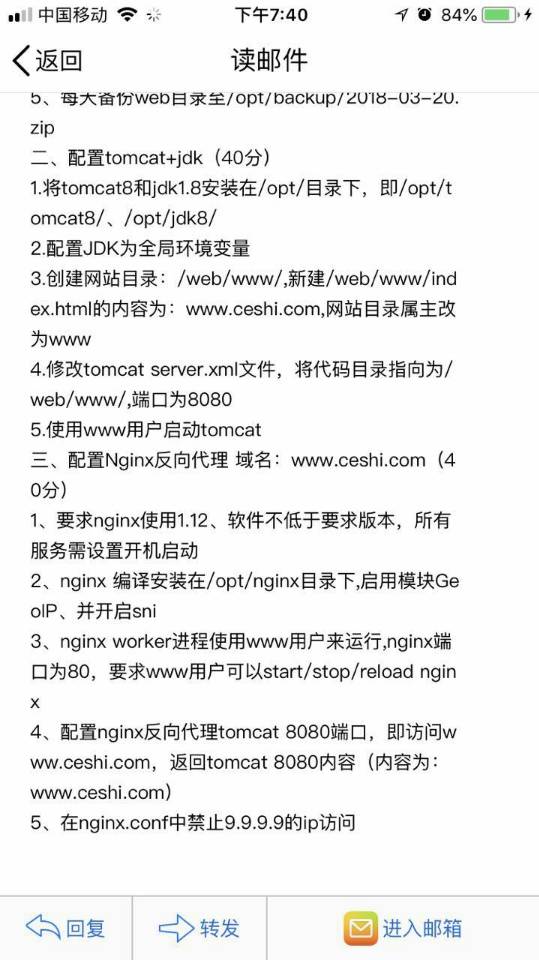 中国移动 下午7:40 84%
返回 读邮件
5、每天备份web目录至/opt/backup/2018-03-20.
zip
二、配置tomcat+jdk（40分）
1.将tomcat8和jdk1.8安装在/opt/目录下，即/opt/t
omcat8/、/opt/jdk8/
2.配置JDK为全局环境变量
3.创建网站目录：/web/www/,新建/web/www/ind
ex.html的内容为：www.ceshi.com,网站目录属主改
为www
4.修改tomcat server.xml文件，将代码目录指向为/
web/www/,端口为8080
5.使用www用户启动tomcat
三、配置Nginx反向代理 域名：www.ceshi.com（4
0分）
1、要求nginx使用1.12、软件不低于要求版本，所有
服务需设置开机启动
2、nginx 编译安装在/opt/nginx目录下,启用模块Ge
oIP、并开启sni
3、nginx worker进程使用www用户来运行,nginx端
口为80，要求www用户可以start/stop/reload ngin
x
4、配置nginx反向代理tomcat 8080端口，即访问w
ww.ceshi.com，返回tomcat 8080内容（内容为：
www.ceshi.com）
5、在nginx.conf中禁止9.9.9.9的ip访问
回复 转发 进入邮箱